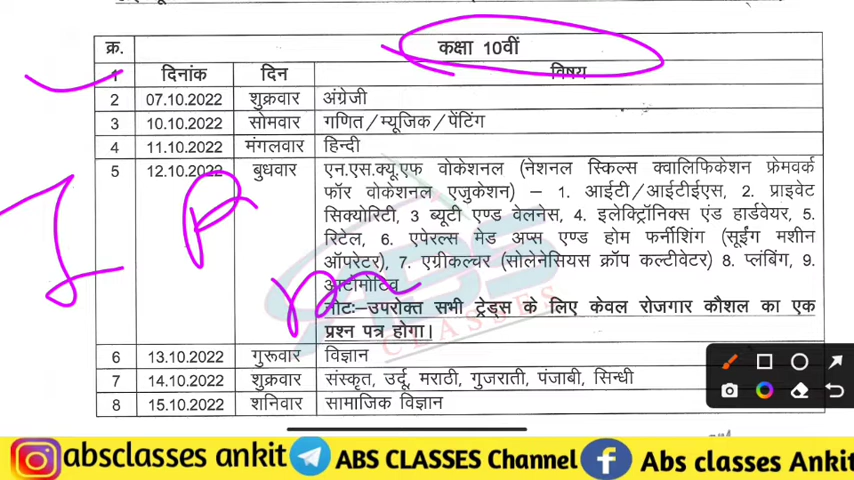 क्र. कक्षा 10वीं
1 दिनांक दिन विषय
2 07.10.2022 शुक्रवार अंग्रेजी
3 10.10.2022 सोमवार गणित/म्यूजिक/पेंटिंग
4 11.10.2022 मंगलवार हिन्दी
5 12.10.2022 बुधवार एन.एस.क्यू.एफ वोकेशनल (नेशनल स्किल्स क्वालिफिकेशन फ्रेमवर्क
फॉर वोकेशनल एजुकेशन) – 1. आईटी/आईटीईएस, 2. प्राइवेट
सिक्योरिटी, 3 ब्यूटी एण्ड वेलनेस, 4. इलेक्ट्रॉनिक्स एंड हार्डवेयर, 5.
रिटेल, 6. एपेरल्स मेड अप्स एण्ड होम फर्नीशिंग (सूईंग मशीन
ऑपरेटर), 7. एग्रीकल्चर (सोलेनेसियस क्रॉप कल्टीवेटर) 8. प्लंबिंग, 9.
आटोमोटिव
नोटः–उपरोक्त सभी ट्रेड्स के लिए केवल रोजगार कौशल का एक
प्रश्न पत्र होगा।
6 13.10.2022 गुरूवार विज्ञान
7 14.10.2022 शुक्रवार संस्कृत, उर्दू, मराठी, गुजराती, पंजाबी, सिन्धी
8 15.10.2022 शनिवार सामाजिक विज्ञान
CLASSES
absclasses ankit ABS CLASSES Channel Abs classes Ankit